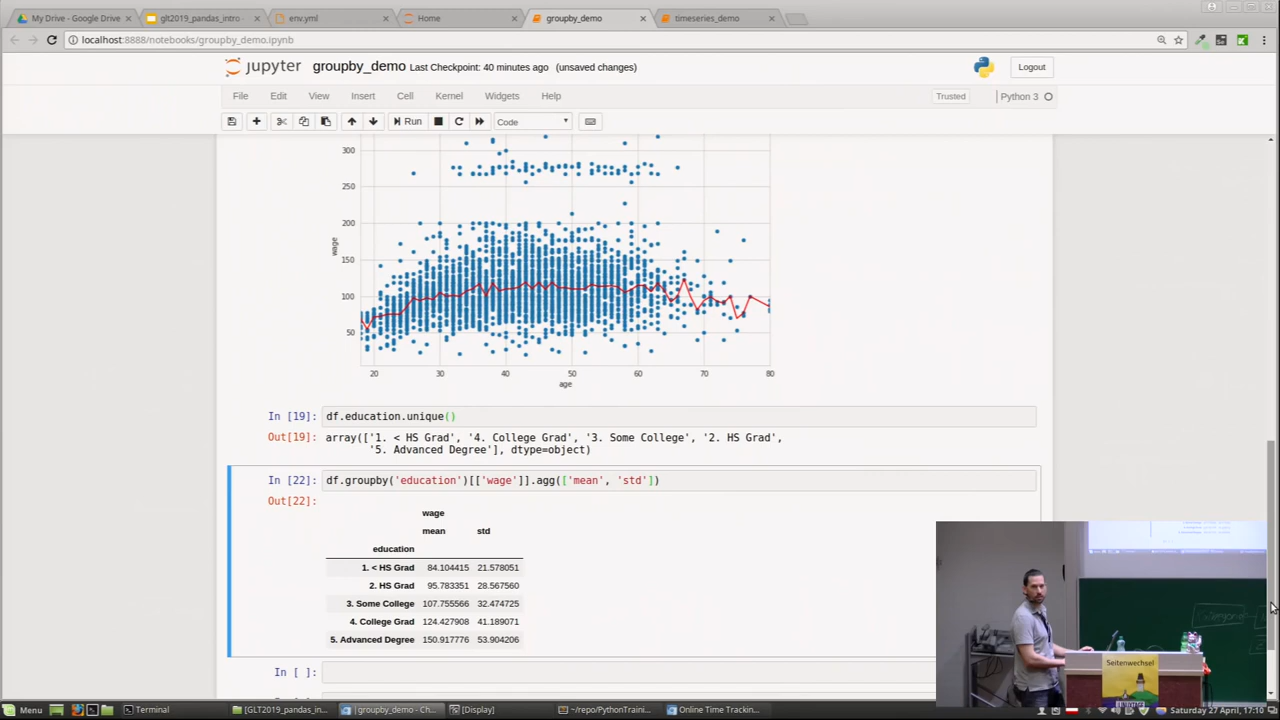 My Drive - Google Drive
glt2019_pandas_intro -
env.yml
Home
groupby_demo
timeseries_demo
localhost:8888/notebooks/groupby_demo.ipynb
jupyter groupby_demo Last Checkpoint: 40 minutes ago (unsaved changes)
Logout
File Edit View Insert Cell Kernel Widgets Help
Trusted Python 3
Run
Code
300
250
200
150
100
50
wage
20 30 40 50 60 70 80
age
In [19]: df.education.unique()
Out[19]: array(['1. < HS Grad', '4. College Grad', '3. Some College', '2. HS Grad',
'5. Advanced Degree'], dtype=object)
In [22]: df.groupby('education')[['wage']].agg(['mean', 'std'])
Out[22]:
wage
mean std
education
1. < HS Grad 84.104415 21.578051
2. HS Grad 95.783351 28.567560
3. Some College 107.755566 32.474725
4. College Grad 124.427908 41.189071
5. Advanced Degree 150.917776 53.904206
In [ ]:
Seitenwechsel
Menu
Terminal
[GLT2019_pandas_in...
groupby_demo - Ch...
[Display]
~/repo/PythonTraini...
Online Time Tracking...
Saturday 27 April, 17:10